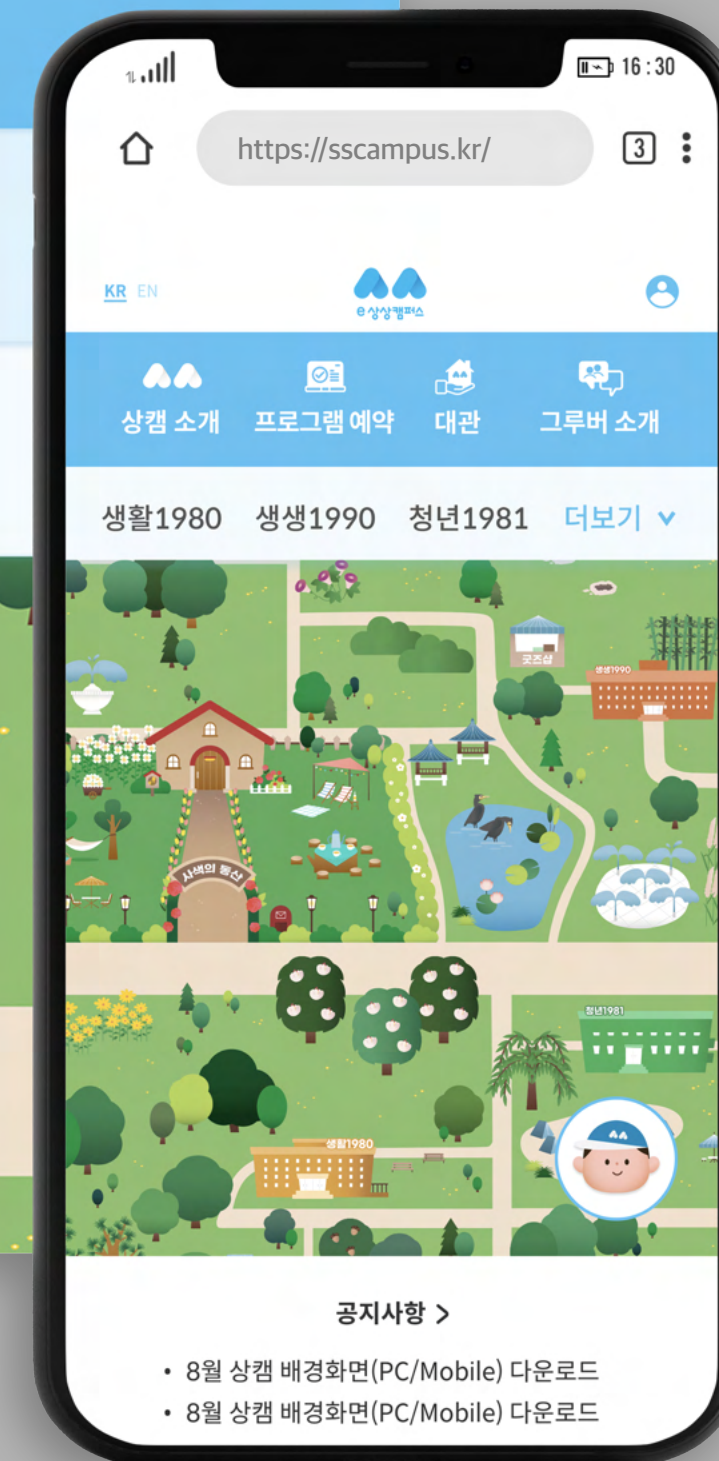 16 : 30
https://sscampus.kr/
3
KR EN
e상상캠퍼스
상캠 소개 프로그램 예약 대관 그루버 소개
생활1980 생생1990 청년1981 더보기
굿즈샵
생생1990
사색의 동산
청년1981
생활1980
공지사항 >
• 8월 상캠 배경화면(PC/Mobile) 다운로드
• 8월 상캠 배경화면(PC/Mobile) 다운로드